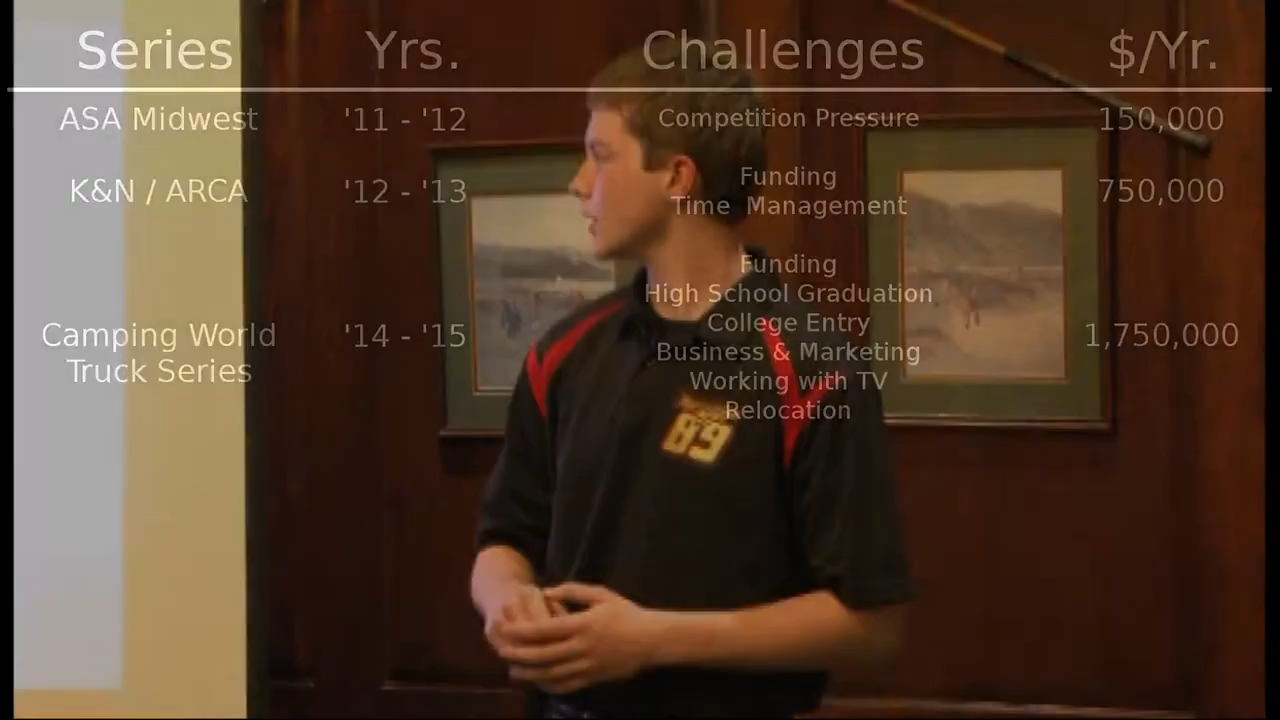 Series Yrs. Challenges $/Yr.
ASA Midwest '11 - '12 Competition Pressure 150,000
K&N / ARCA '12 - '13 Funding 750,000
Time Management
Funding
High School Graduation
Camping World '14 - '15 College Entry 1,750,000
Truck Series Business & Marketing
Working with TV
Relocation
89